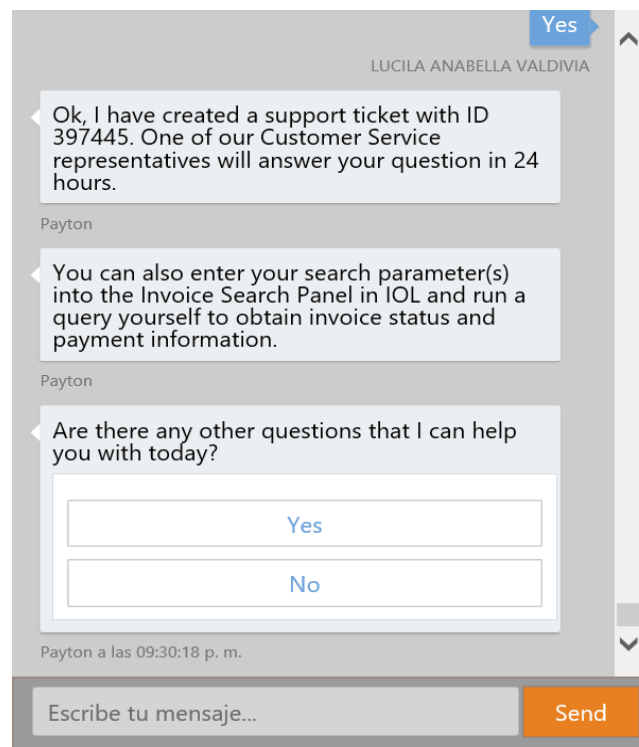 Yes
LUCILA ANABELLA VALDIVIA
Ok, I have created a support ticket with ID
397445. One of our Customer Service
representatives will answer your question in 24
hours.
Payton
You can also enter your search parameter(s)
into the Invoice Search Panel in IOL and run a
query yourself to obtain invoice status and
payment information.
Payton
Are there any other questions that I can help
you with today?
Yes
No
Payton a las 09:30:18 p. m.
Escribe tu mensaje...
Send